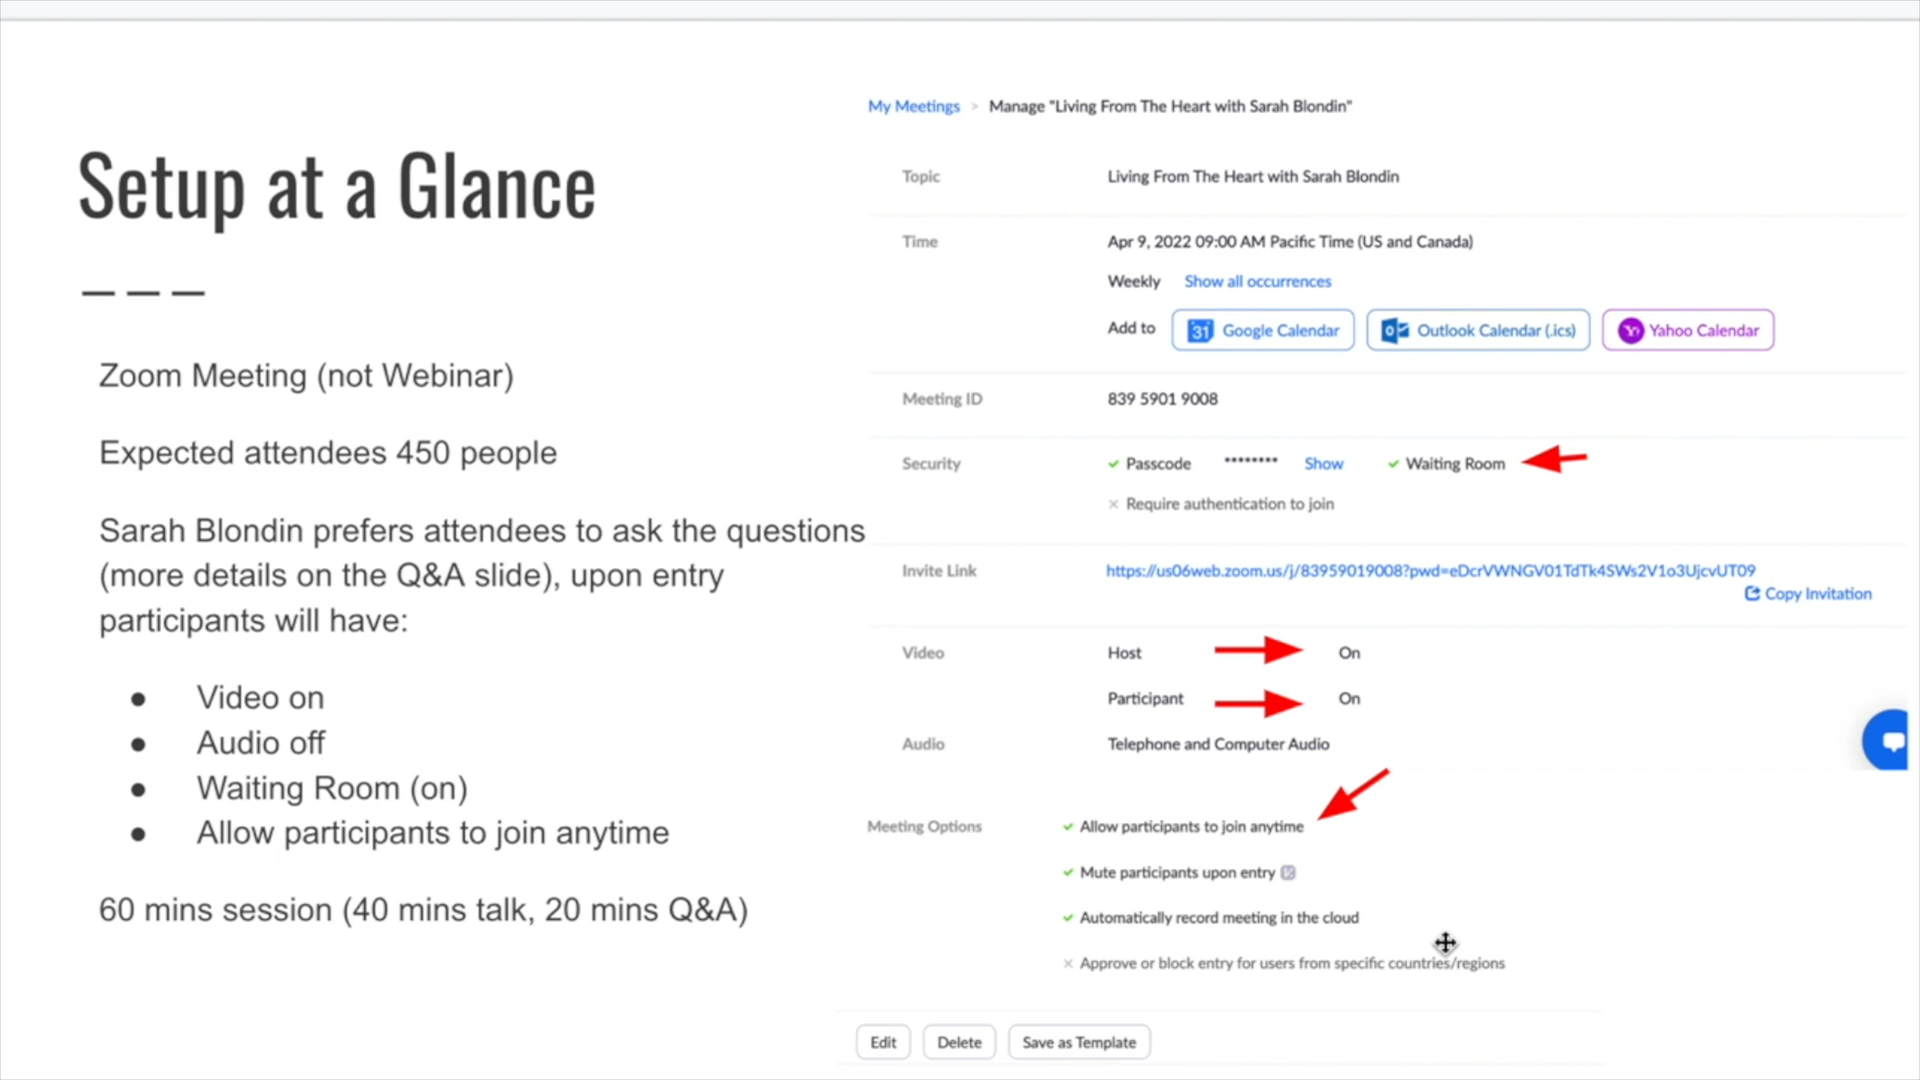 Setup at a Glance
Zoom Meeting (not Webinar)
Expected attendees 450 people
Sarah Blondin prefers attendees to ask the questions
(more details on the Q&A slide), upon entry
participants will have:
● Video on
● Audio off
● Waiting Room (on)
● Allow participants to join anytime
60 mins session (40 mins talk, 20 mins Q&A)
My Meetings > Manage "Living From The Heart with Sarah Blondin"
Topic Living From The Heart with Sarah Blondin
Time Apr 9, 2022 09:00 AM Pacific Time (US and Canada)
Weekly Show all occurrences
Add to 31 Google Calendar Outlook Calendar (.ics) Yahoo Calendar
Meeting ID 839 5901 9008
Security Passcode ******** Show Waiting Room
Require authentication to join
Invite Link https://us06web.zoom.us/j/83959019008?pwd=eDcrVWNGV01TdTk4SWs2V1o3UjcvUT09
Copy Invitation
Video Host On
Participant On
Audio Telephone and Computer Audio
Meeting Options Allow participants to join anytime
Mute participants upon entry
Automatically record meeting in the cloud
Approve or block entry for users from specific countries/regions
Edit Delete Save as Template